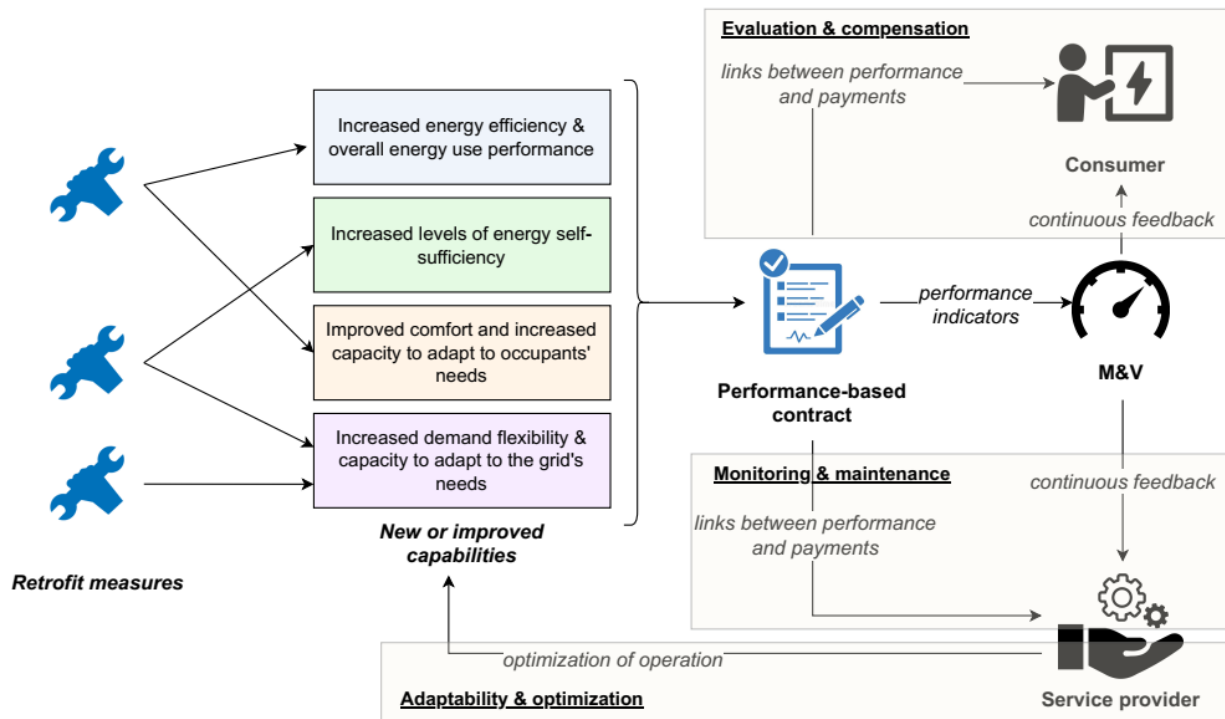 Evaluation & compensation
links between performance
and payments
Consumer
continuous feedback
Increased energy efficiency &
overall energy use performance
Increased levels of energy self-
sufficiency
Improved comfort and increased
capacity to adapt to occupants'
needs
Increased demand flexibility &
capacity to adapt to the grid's
needs
New or improved
capabilities
Retrofit measures
Performance-based
contract
performance
indicators
M&V
Monitoring & maintenance
continuous feedback
links between performance
and payments
optimization of operation
Adaptability & optimization
Service provider